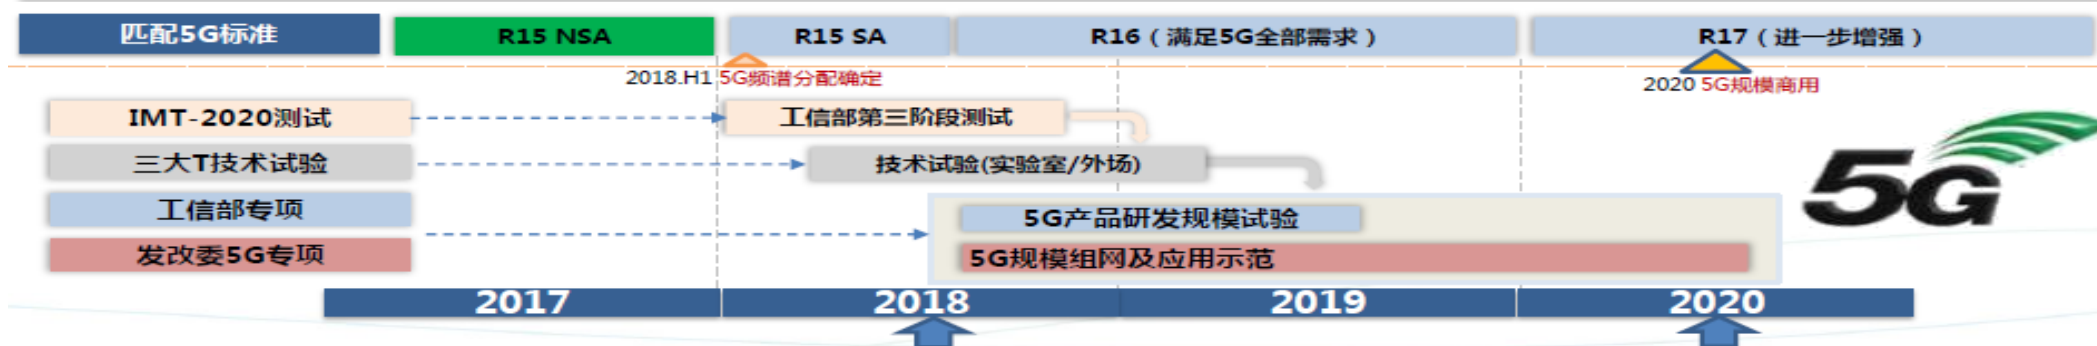 匹配5G标准
R15 NSA
R15 SA
R16（满足5G全部需求）
R17（进一步增强）
2018.H1 5G频谱分配确定
2020 5G规模商用
IMT-2020测试
工信部第三阶段测试
三大T技术试验
技术试验(实验室/外场)
工信部专项
5G产品研发规模试验
发改委5G专项
5G规模组网及应用示范
5G
2017
2018
2019
2020